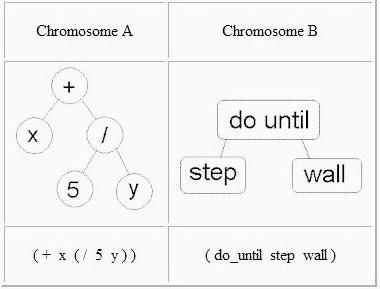 Chromosome A
Chromosome B
+
x
/
5
y
do until
step
wall
( + x ( / 5 y ) )
( do_until step wall )